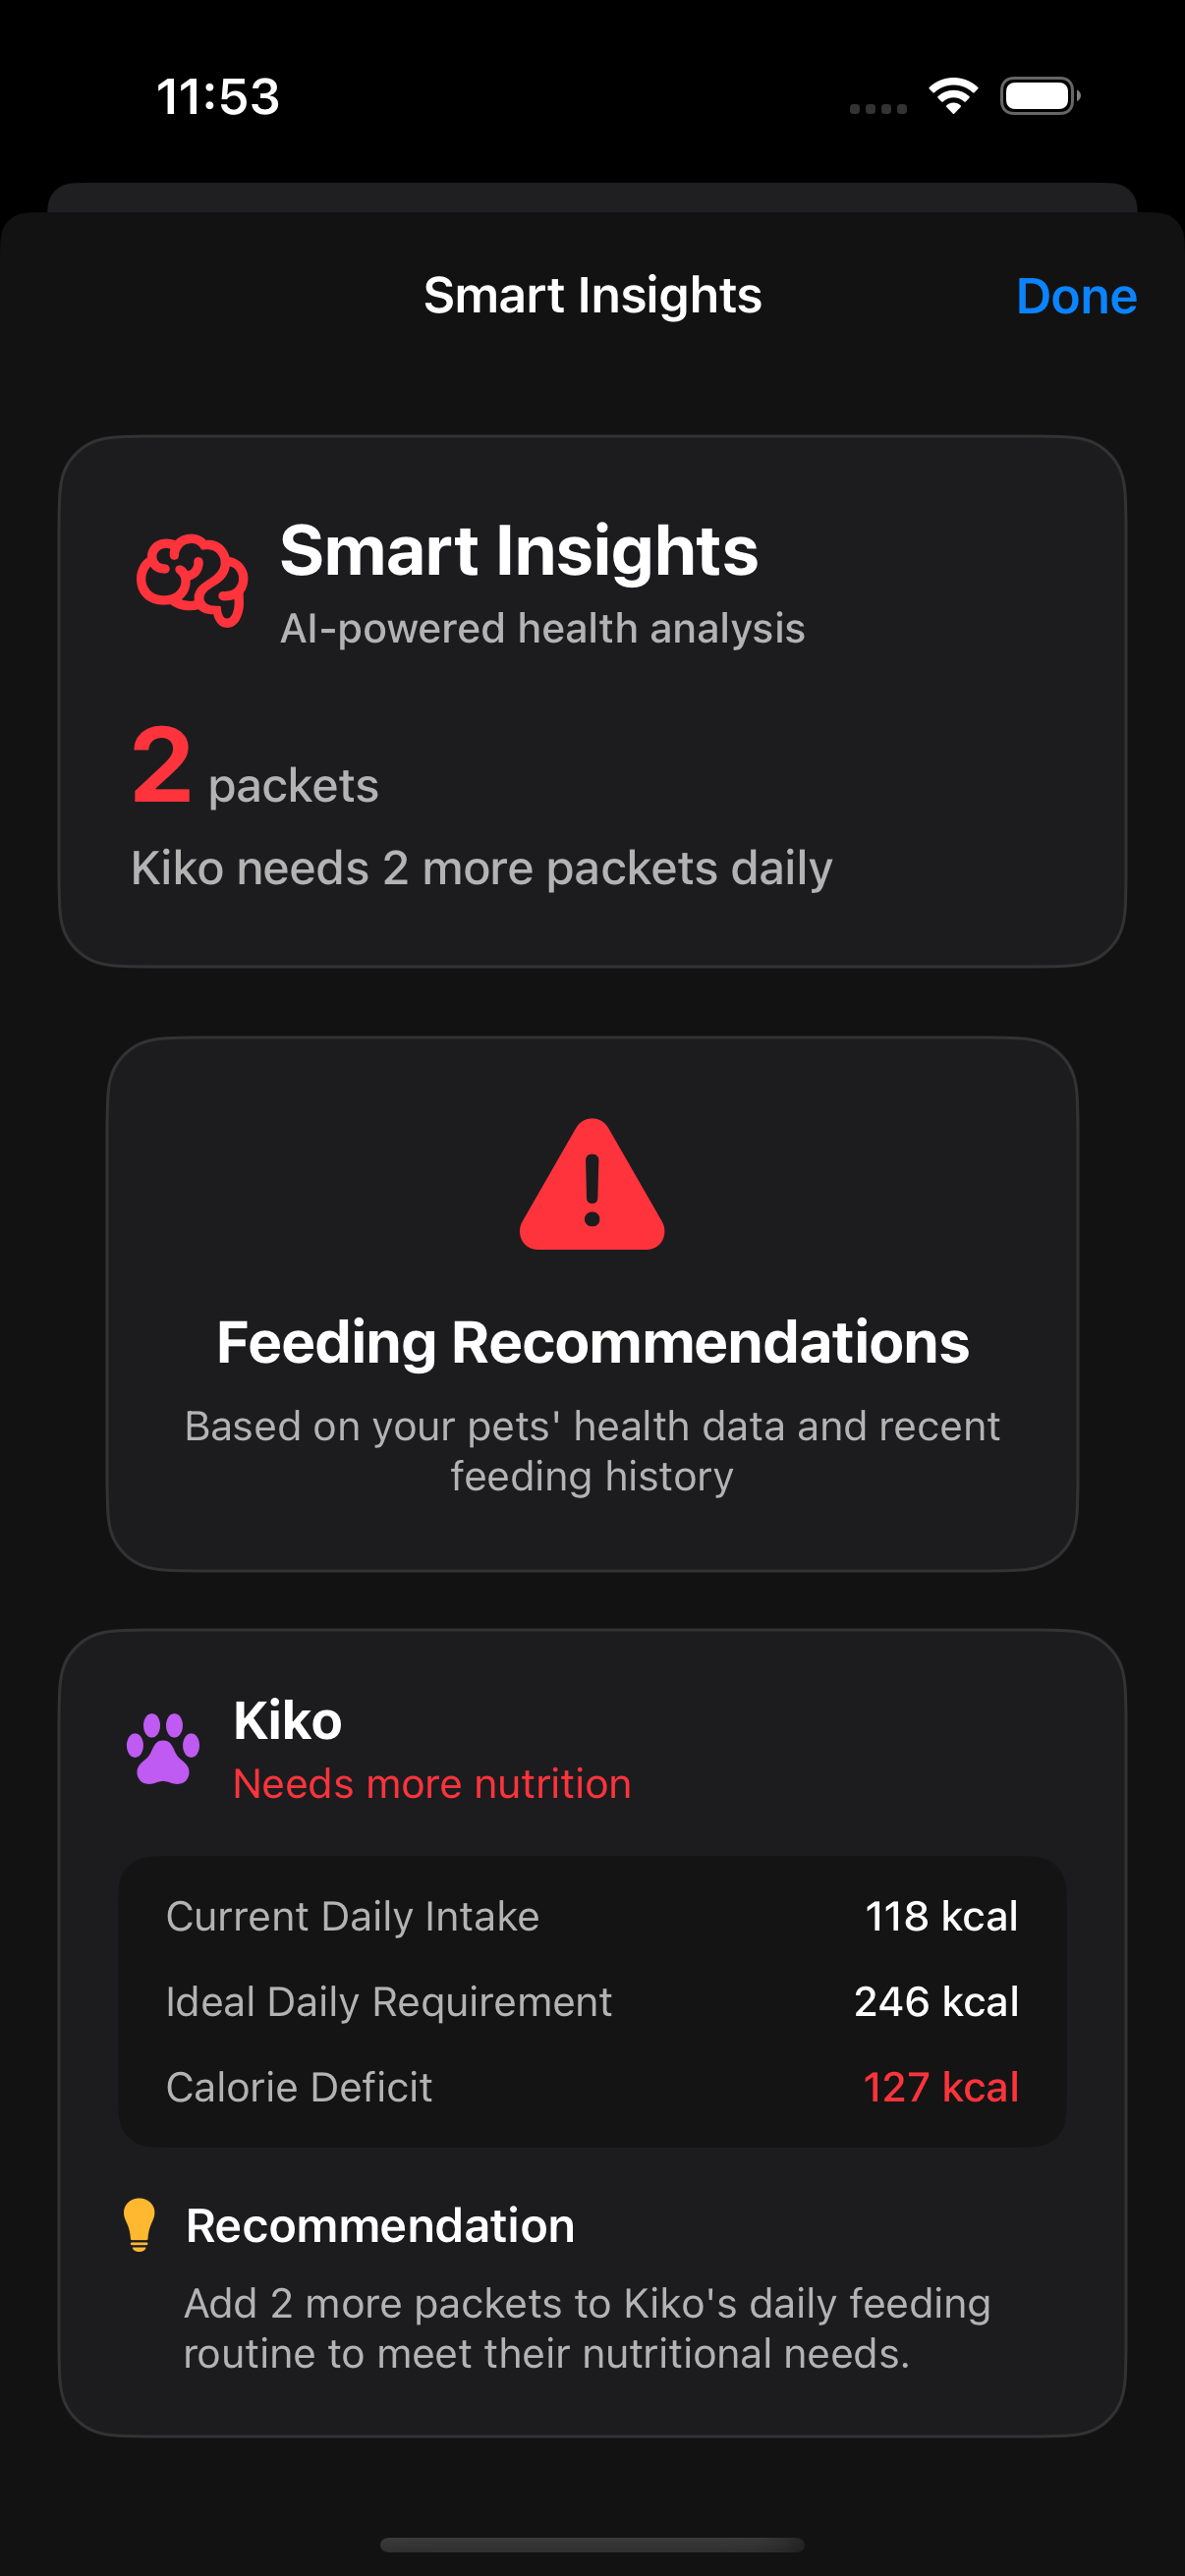 11:53
Smart Insights
Done
Smart Insights
AI-powered health analysis
2 packets
Kiko needs 2 more packets daily
Feeding Recommendations
Based on your pets' health data and recent
feeding history
Kiko
Needs more nutrition
Current Daily Intake 118 kcal
Ideal Daily Requirement 246 kcal
Calorie Deficit 127 kcal
Recommendation
Add 2 more packets to Kiko's daily feeding
routine to meet their nutritional needs.